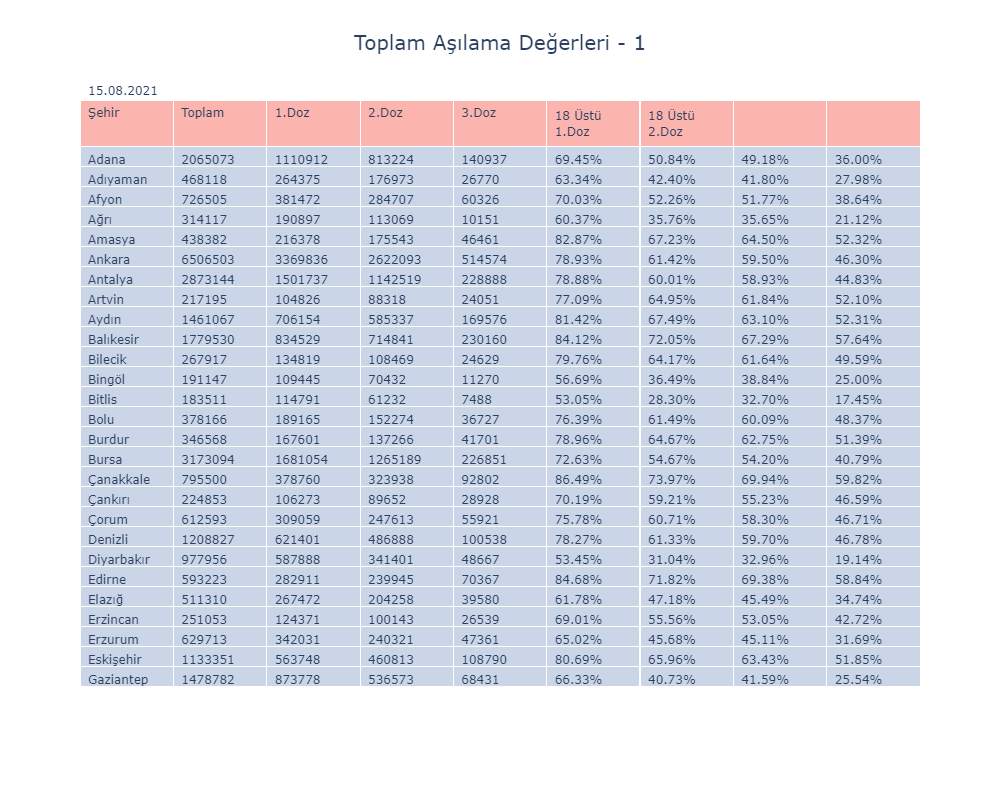 Toplam Aşılama Değerleri - 1
15.08.2021
Şehir Toplam 1.Doz 2.Doz 3.Doz 18 Üstü 1.Doz 18 Üstü 2.Doz
Adana 2065073 1110912 813224 140937 69.45% 50.84% 49.18% 36.00%
Adıyaman 468118 264375 176973 26770 63.34% 42.40% 41.80% 27.98%
Afyon 726505 381472 284707 60326 70.03% 52.26% 51.77% 38.64%
Ağrı 314117 190897 113069 10151 60.37% 35.76% 35.65% 21.12%
Amasya 438382 216378 175543 46461 82.87% 67.23% 64.50% 52.32%
Ankara 6506503 3369836 2622093 514574 78.93% 61.42% 59.50% 46.30%
Antalya 2873144 1501737 1142519 228888 78.88% 60.01% 58.93% 44.83%
Artvin 217195 104826 88318 24051 77.09% 64.95% 61.84% 52.10%
Aydın 1461067 706154 585337 169576 81.42% 67.49% 63.10% 52.31%
Balıkesir 1779530 834529 714841 230160 84.12% 72.05% 67.29% 57.64%
Bilecik 267917 134819 108469 24629 79.76% 64.17% 61.64% 49.59%
Bingöl 191147 109445 70432 11270 56.69% 36.49% 38.84% 25.00%
Bitlis 183511 114791 61232 7488 53.05% 28.30% 32.70% 17.45%
Bolu 378166 189165 152274 36727 76.39% 61.49% 60.09% 48.37%
Burdur 346568 167601 137266 41701 78.96% 64.67% 62.75% 51.39%
Bursa 3173094 1681054 1265189 226851 72.63% 54.67% 54.20% 40.79%
Çanakkale 795500 378760 323938 92802 86.49% 73.97% 69.94% 59.82%
Çankırı 224853 106273 89652 28928 70.19% 59.21% 55.23% 46.59%
Çorum 612593 309059 247613 55921 75.78% 60.71% 58.30% 46.71%
Denizli 1208827 621401 486888 100538 78.27% 61.33% 59.70% 46.78%
Diyarbakır 977956 587888 341401 48667 53.45% 31.04% 32.96% 19.14%
Edirne 593223 282911 239945 70367 84.68% 71.82% 69.38% 58.84%
Elazığ 511310 267472 204258 39580 61.78% 47.18% 45.49% 34.74%
Erzincan 251053 124371 100143 26539 69.01% 55.56% 53.05% 42.72%
Erzurum 629713 342031 240321 47361 65.02% 45.68% 45.11% 31.69%
Eskişehir 1133351 563748 460813 108790 80.69% 65.96% 63.43% 51.85%
Gaziantep 1478782 873778 536573 68431 66.33% 40.73% 41.59% 25.54%